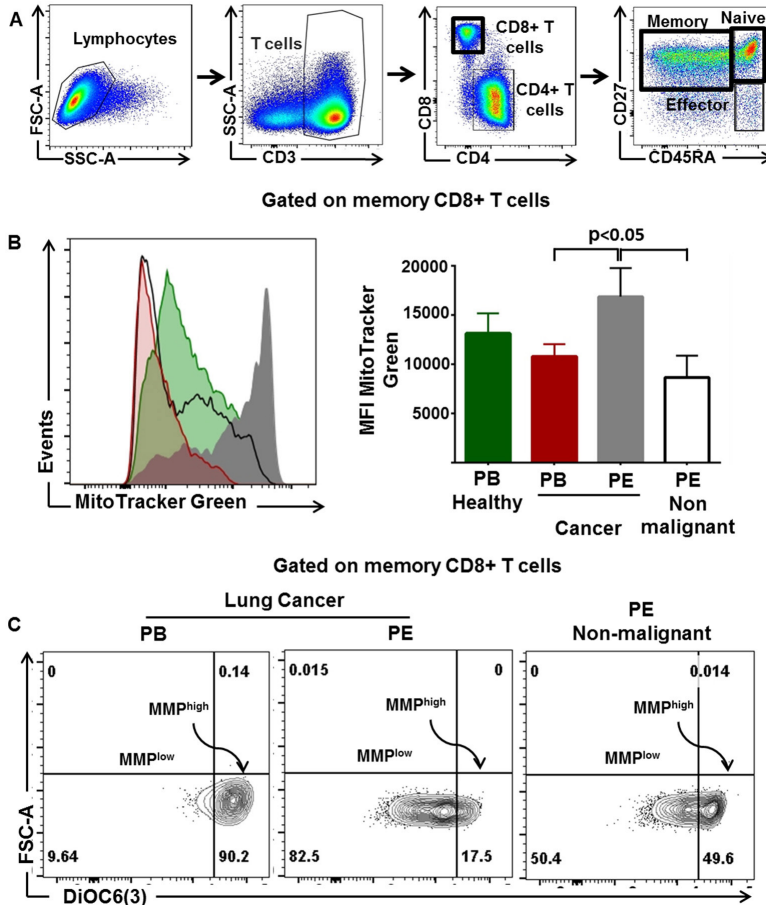 A
Lymphocytes
FSC-A
SSC-A
T cells
SSC-A
CD3
CD8+ T
cells
CD4+ T
cells
CD8
CD4
Memory
Naive
Effector
CD27
CD45RA
Gated on memory CD8+ T cells
B
Events
MitoTracker Green
p<0.05
MFI MitoTracker
Green
20000
15000
10000
5000
PB
Healthy
PB
PE
Cancer
PE
Non
malignant
Gated on memory CD8+ T cells
C
Lung Cancer
PB
PE
PE
Non-malignant
FSC-A
0
0.14
MMPhigh
MMPlow
9.64
90.2
0.015
0
MMPhigh
MMPlow
82.5
17.5
0
0.014
MMPhigh
MMPlow
50.4
49.6
DiOC6(3)